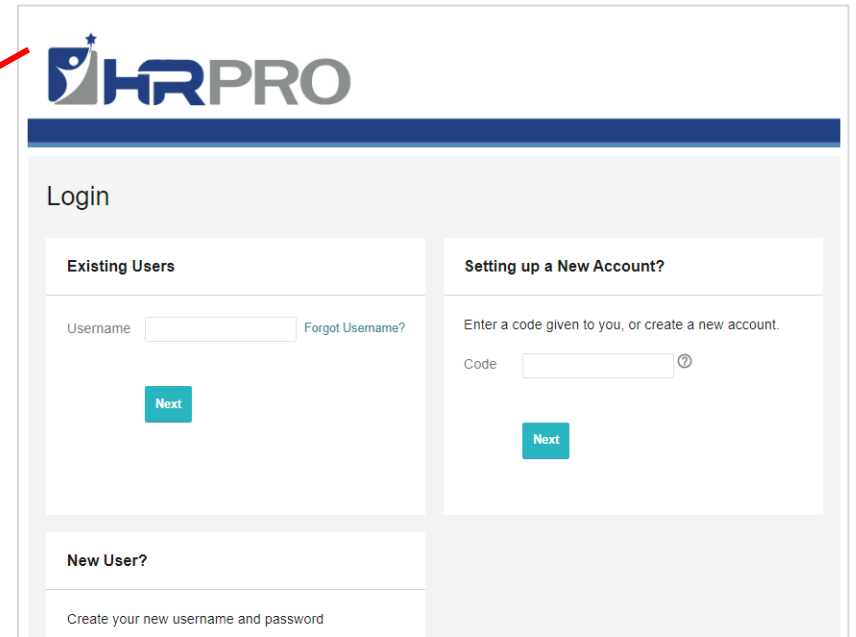 HRPRO
Login
Existing Users
Username
Forgot Username?
Next
Setting up a New Account?
Enter a code given to you, or create a new account.
Code
?
Next
New User?
Create your new username and password